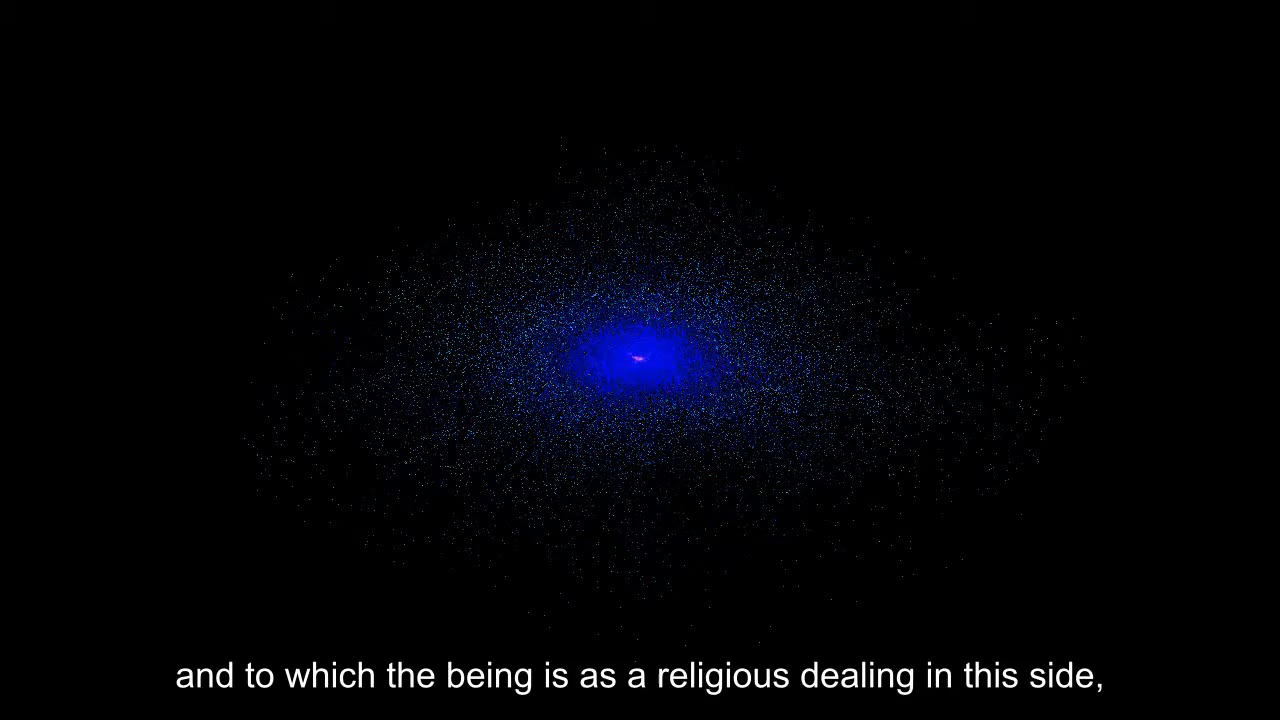 and to which the being is as a religious dealing in this side,